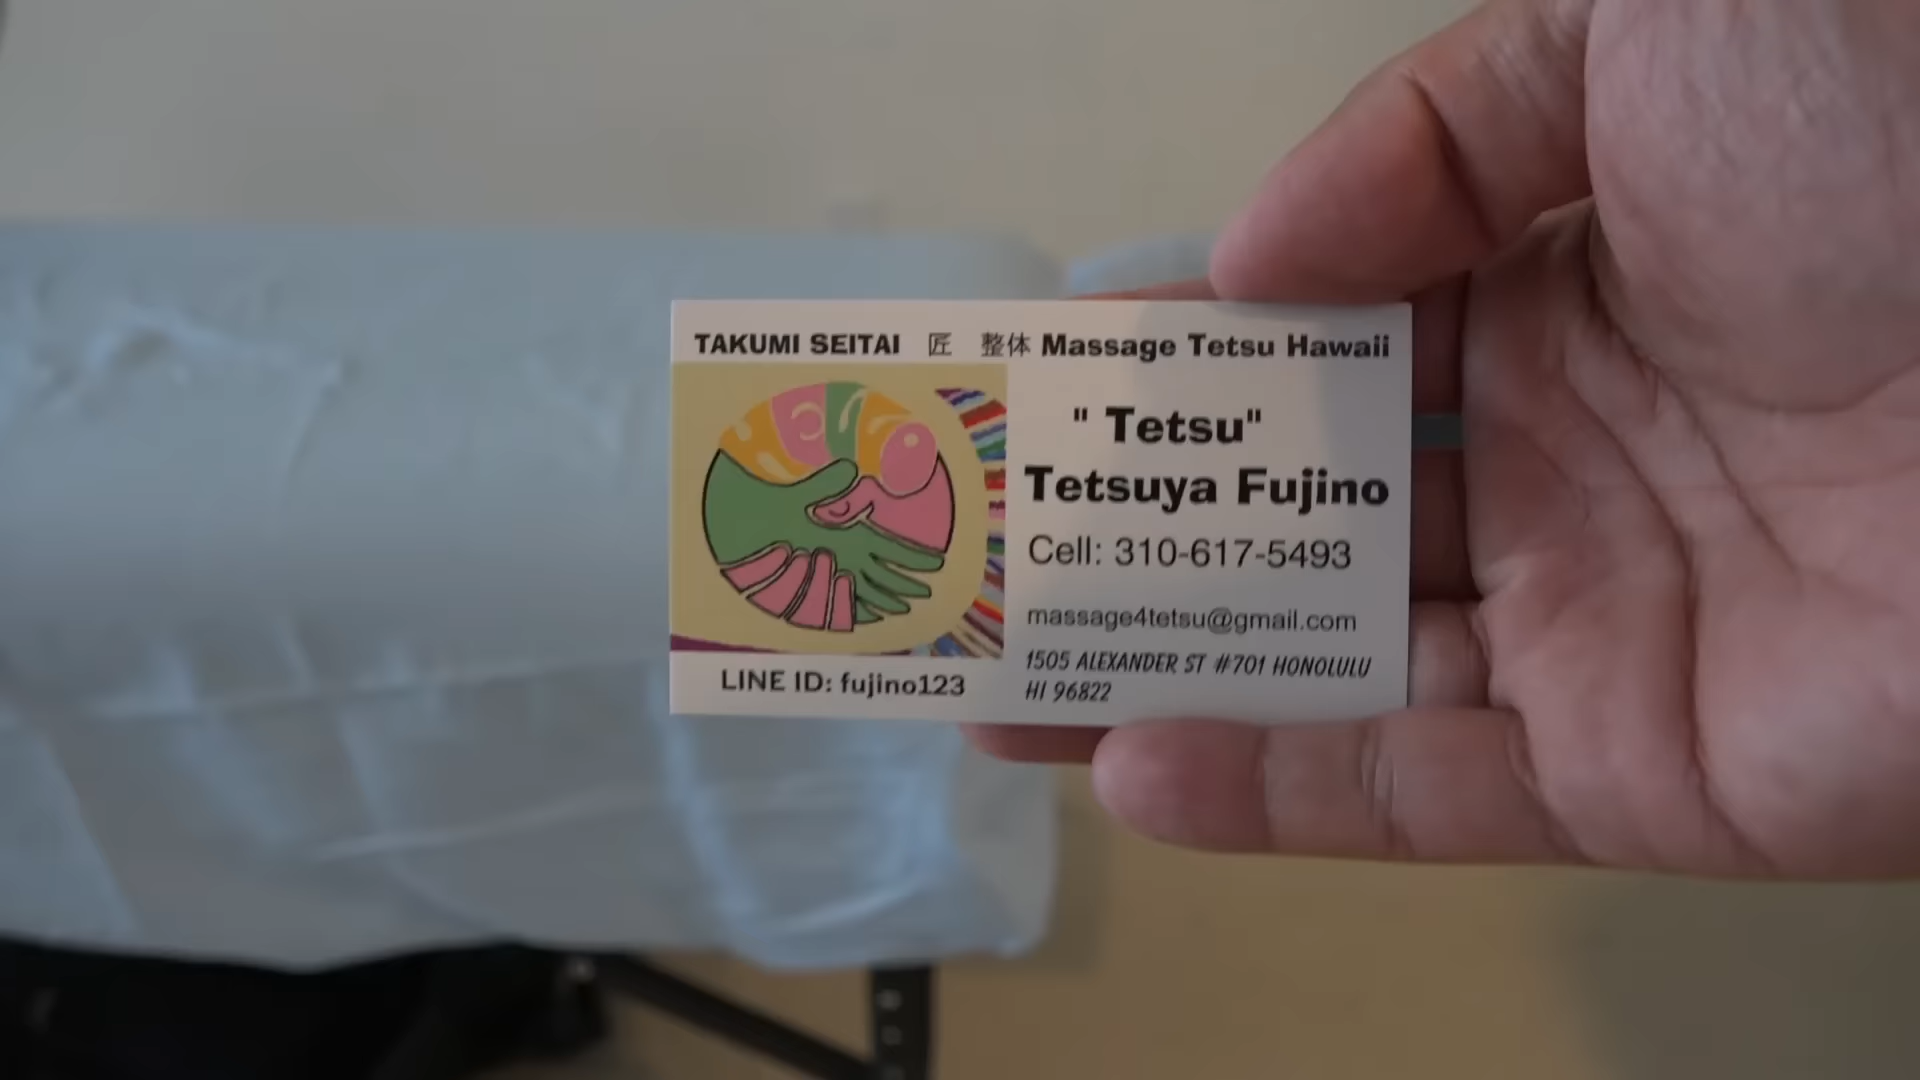 TAKUMI SEITAI 匠 整体 Massage Tetsu Hawaii
" Tetsu"
Tetsuya Fujino
Cell: 310-617-5493
massage4tetsu@gmail.com
1505 ALEXANDER ST #701 HONOLULU
HI 96822
LINE ID: fujino123